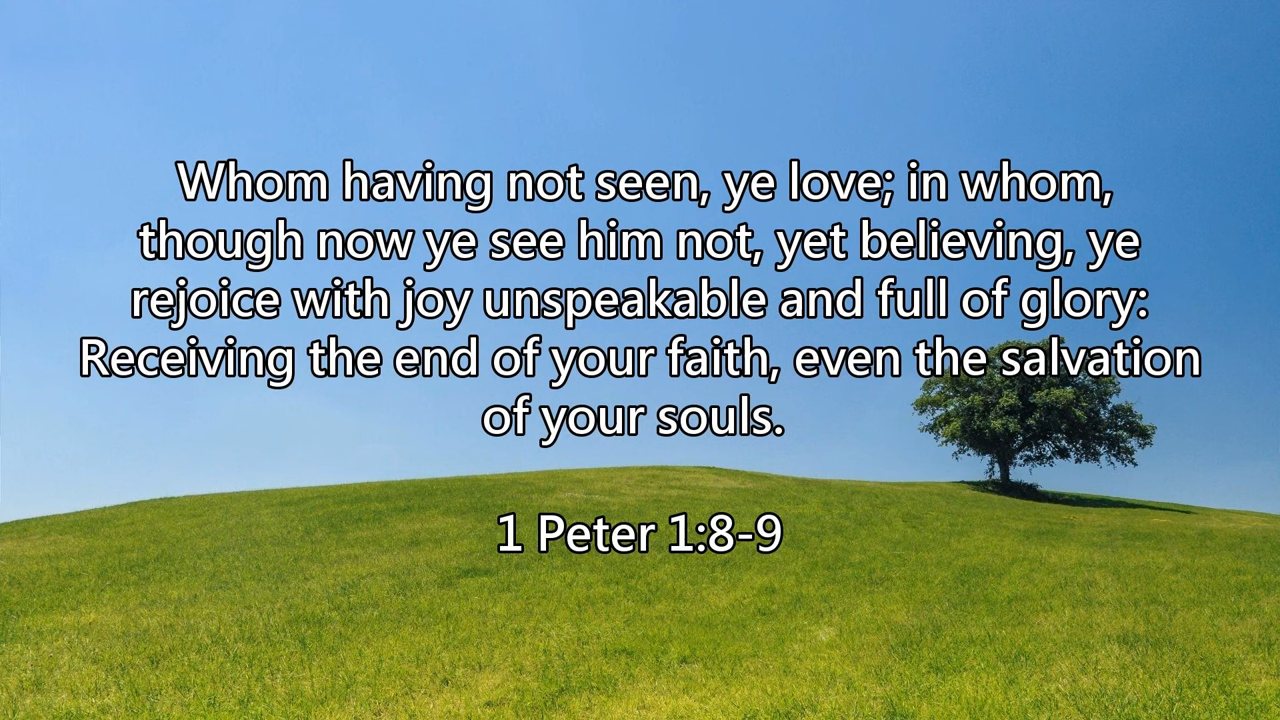 Whom having not seen, ye love; in whom,
though now ye see him not, yet believing, ye
rejoice with joy unspeakable and full of glory:
Receiving the end of your faith, even the salvation
of your souls.
1 Peter 1:8-9